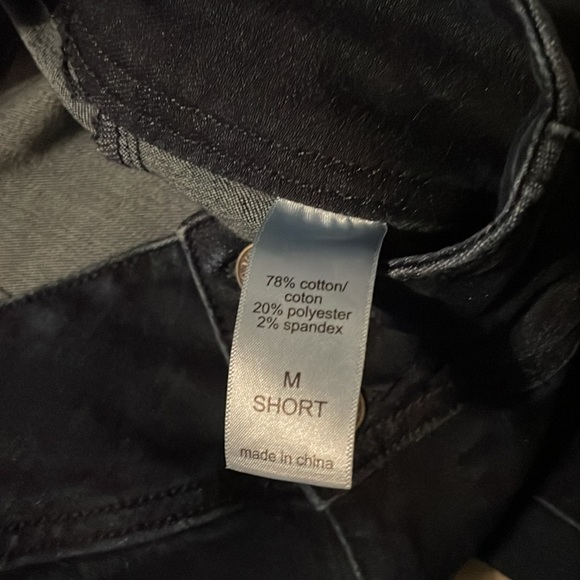 78% cotton/
coton
20% polyester
2% spandex
M
SHORT
made in china